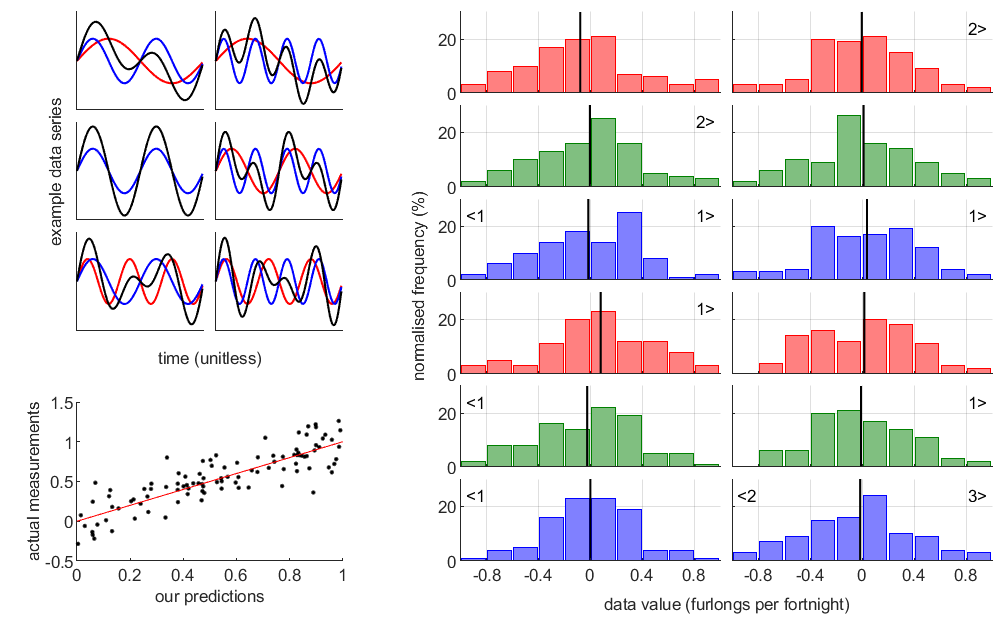 example data series
time (unitless)
actual measurements
1.5
1
0.5
0
-0.5
0 0.2 0.4 0.6 0.8 1
our predictions
normalised frequency (%)
20
0
2>
20
0
2>
20
0
<1 1>
1>
20
0
1>
20
0
<1
1>
20
0
<1
<2 3>
-0.8 -0.4 0 0.4 0.8
-0.8 -0.4 0 0.4 0.8
data value (furlongs per fortnight)